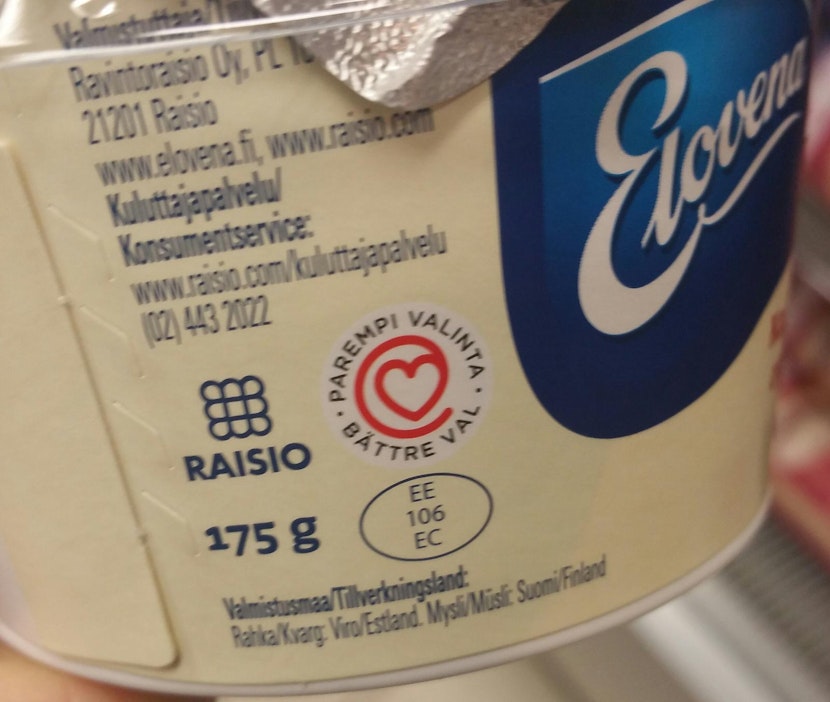 Valmistuttaja/
Ravintoraisio Oy, PL
21201 Raisio
www.elovena.fi, www.raisio.com
Kuluttajapalvelu/
Konsumentservice:
www.raisio.com/kuluttajapalvelu
(02) 443 2022
PAREMPI VALINTA
BÄTTRE VAL
RAISIO
175 g
EE
106
EC
Valmistusmaa/Tillverkningsland:
Rahka/Kvarg: Viro/Estland. Mysli/Müsli: Suomi/Finland
Elovena